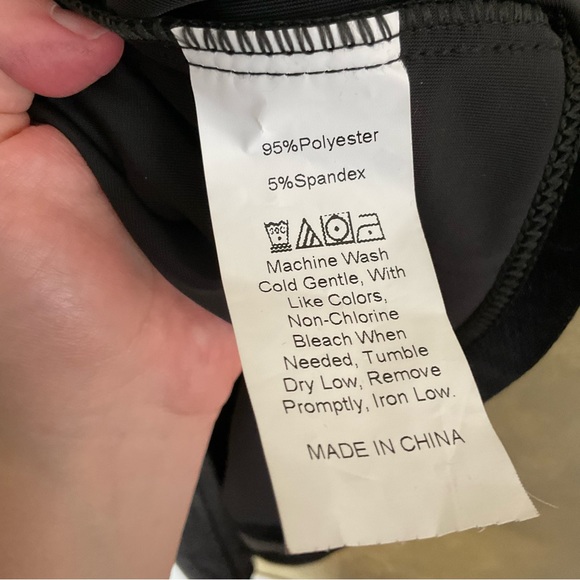 95%Polyester
5%Spandex
30C
Machine Wash
Cold Gentle, With
Like Colors,
Non-Chlorine
Bleach When
Needed, Tumble
Dry Low, Remove
Promptly, Iron Low.
MADE IN CHINA